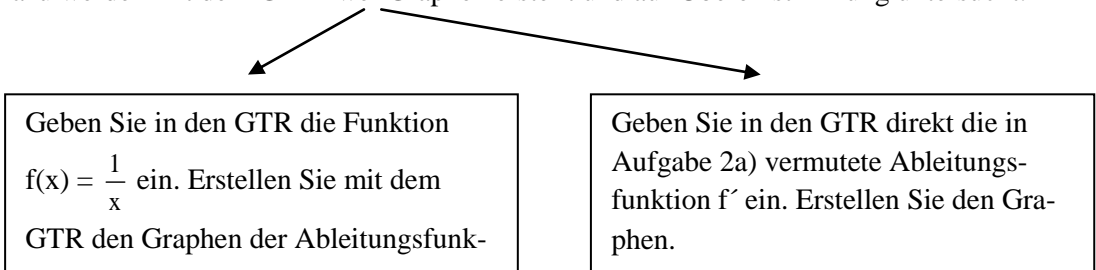 Geben Sie in den GTR die Funktion
f(x) = 1/x ein. Erstellen Sie mit dem
GTR den Graphen der Ableitungsfunk-
Geben Sie in den GTR direkt die in
Aufgabe 2a) vermutete Ableitungs-
funktion f´ ein. Erstellen Sie den Gra-
phen.